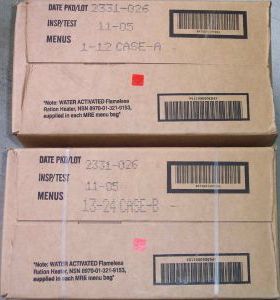 DATE PKD/LOT 2331-026
INSP/TEST 11-05
MENUS 1-12 CASE-A
"Note: WATER ACTIVATED Flameless
Ration Heater, NSN 8970-01-321-9153,
supplied in each MRE menu bag"
DATE PKD/LOT 2331-026
INSP/TEST 11-05
MENUS 13-24 CASE-B -
"Note: WATER ACTIVATED Flameless
Ration Heater, NSN 8970-01-321-9153,
supplied in each MRE menu bag"